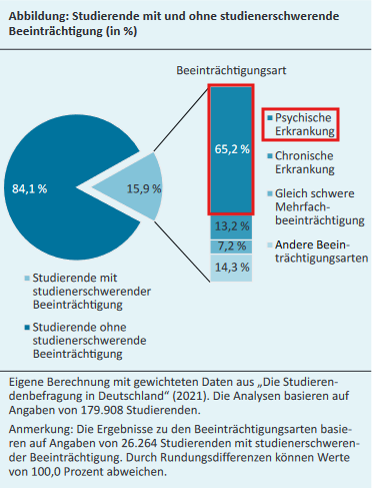 Abbildung: Studierende mit und ohne studienerschwerende
Beeinträchtigung (in %)
Beeinträchtigungsart
84,1 %
15,9 %
65,2 %
13,2 %
7,2 %
14,3 %
Psychische
Erkrankung
Chronische
Erkrankung
Gleich schwere
Mehrfach-
beeinträchtigung
Andere Beein-
trächtigungsarten
Studierende mit
studienerschwerender
Beeinträchtigung
Studierende ohne
studienerschwerende
Beeinträchtigung
Eigene Berechnung mit gewichteten Daten aus „Die Studieren-
denbefragung in Deutschland“ (2021). Die Analysen basieren auf
Angaben von 179.908 Studierenden.
Anmerkung: Die Ergebnisse zu den Beeinträchtigungsarten basie-
ren auf Angaben von 26.264 Studierenden mit studienerschweren-
der Beeinträchtigung. Durch Rundungsdifferenzen können Werte
von 100,0 Prozent abweichen.